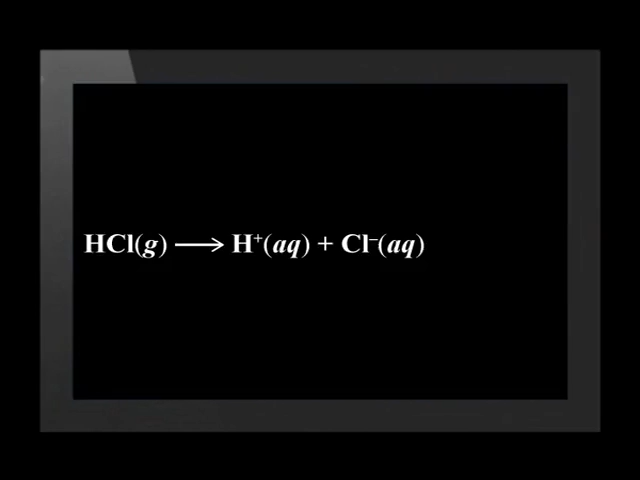 HCl(g) ⟶ H⁺(aq) + Cl⁻(aq)